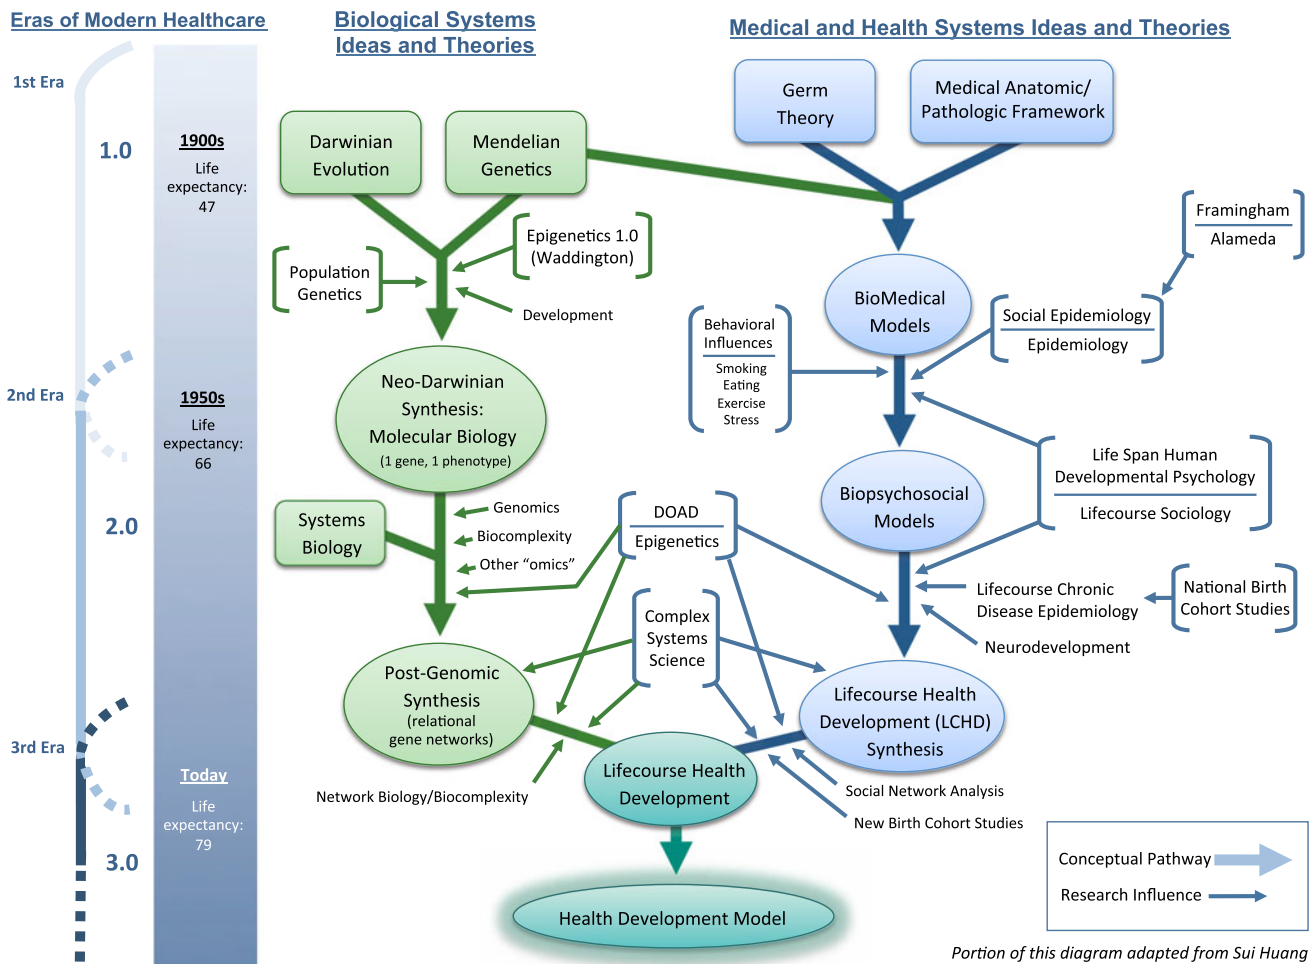 Eras of Modern Healthcare
1st Era
1.0
2nd Era
2.0
3rd Era
3.0
1900s
Life
expectancy:
47
1950s
Life
expectancy:
66
Today
Life
expectancy:
79
Biological Systems
Ideas and Theories
Darwinian
Evolution
Mendelian
Genetics
Population
Genetics
Epigenetics 1.0
(Waddington)
Development
Neo-Darwinian
Synthesis:
Molecular Biology
(1 gene, 1 phenotype)
Systems
Biology
Genomics
Biocomplexity
Other “omics”
Post-Genomic
Synthesis
(relational
gene networks)
Network Biology/Biocomplexity
DOAD
Epigenetics
Complex
Systems
Science
Medical and Health Systems Ideas and Theories
Germ
Theory
Medical Anatomic/
Pathologic Framework
Framingham
Alameda
BioMedical
Models
Social Epidemiology
Epidemiology
Behavioral
Influences
Smoking
Eating
Exercise
Stress
Life Span Human
Developmental Psychology
Lifecourse Sociology
Biopsychosocial
Models
Lifecourse Chronic
Disease Epidemiology
National Birth
Cohort Studies
Neurodevelopment
Lifecourse Health
Development (LCHD)
Synthesis
Social Network Analysis
New Birth Cohort Studies
Lifecourse Health
Development
Health Development Model
Conceptual Pathway
Research Influence
Portion of this diagram adapted from Sui Huang